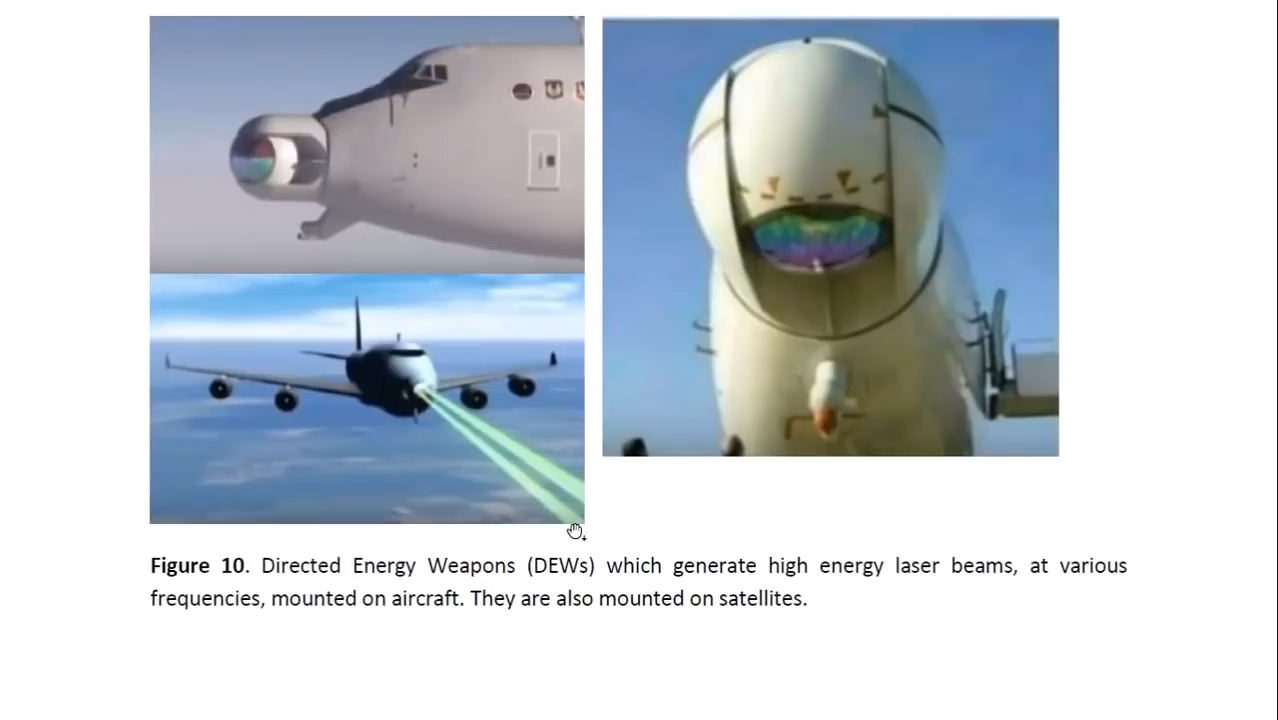 Figure 10. Directed Energy Weapons (DEWs) which generate high energy laser beams, at various
frequencies, mounted on aircraft. They are also mounted on satellites.